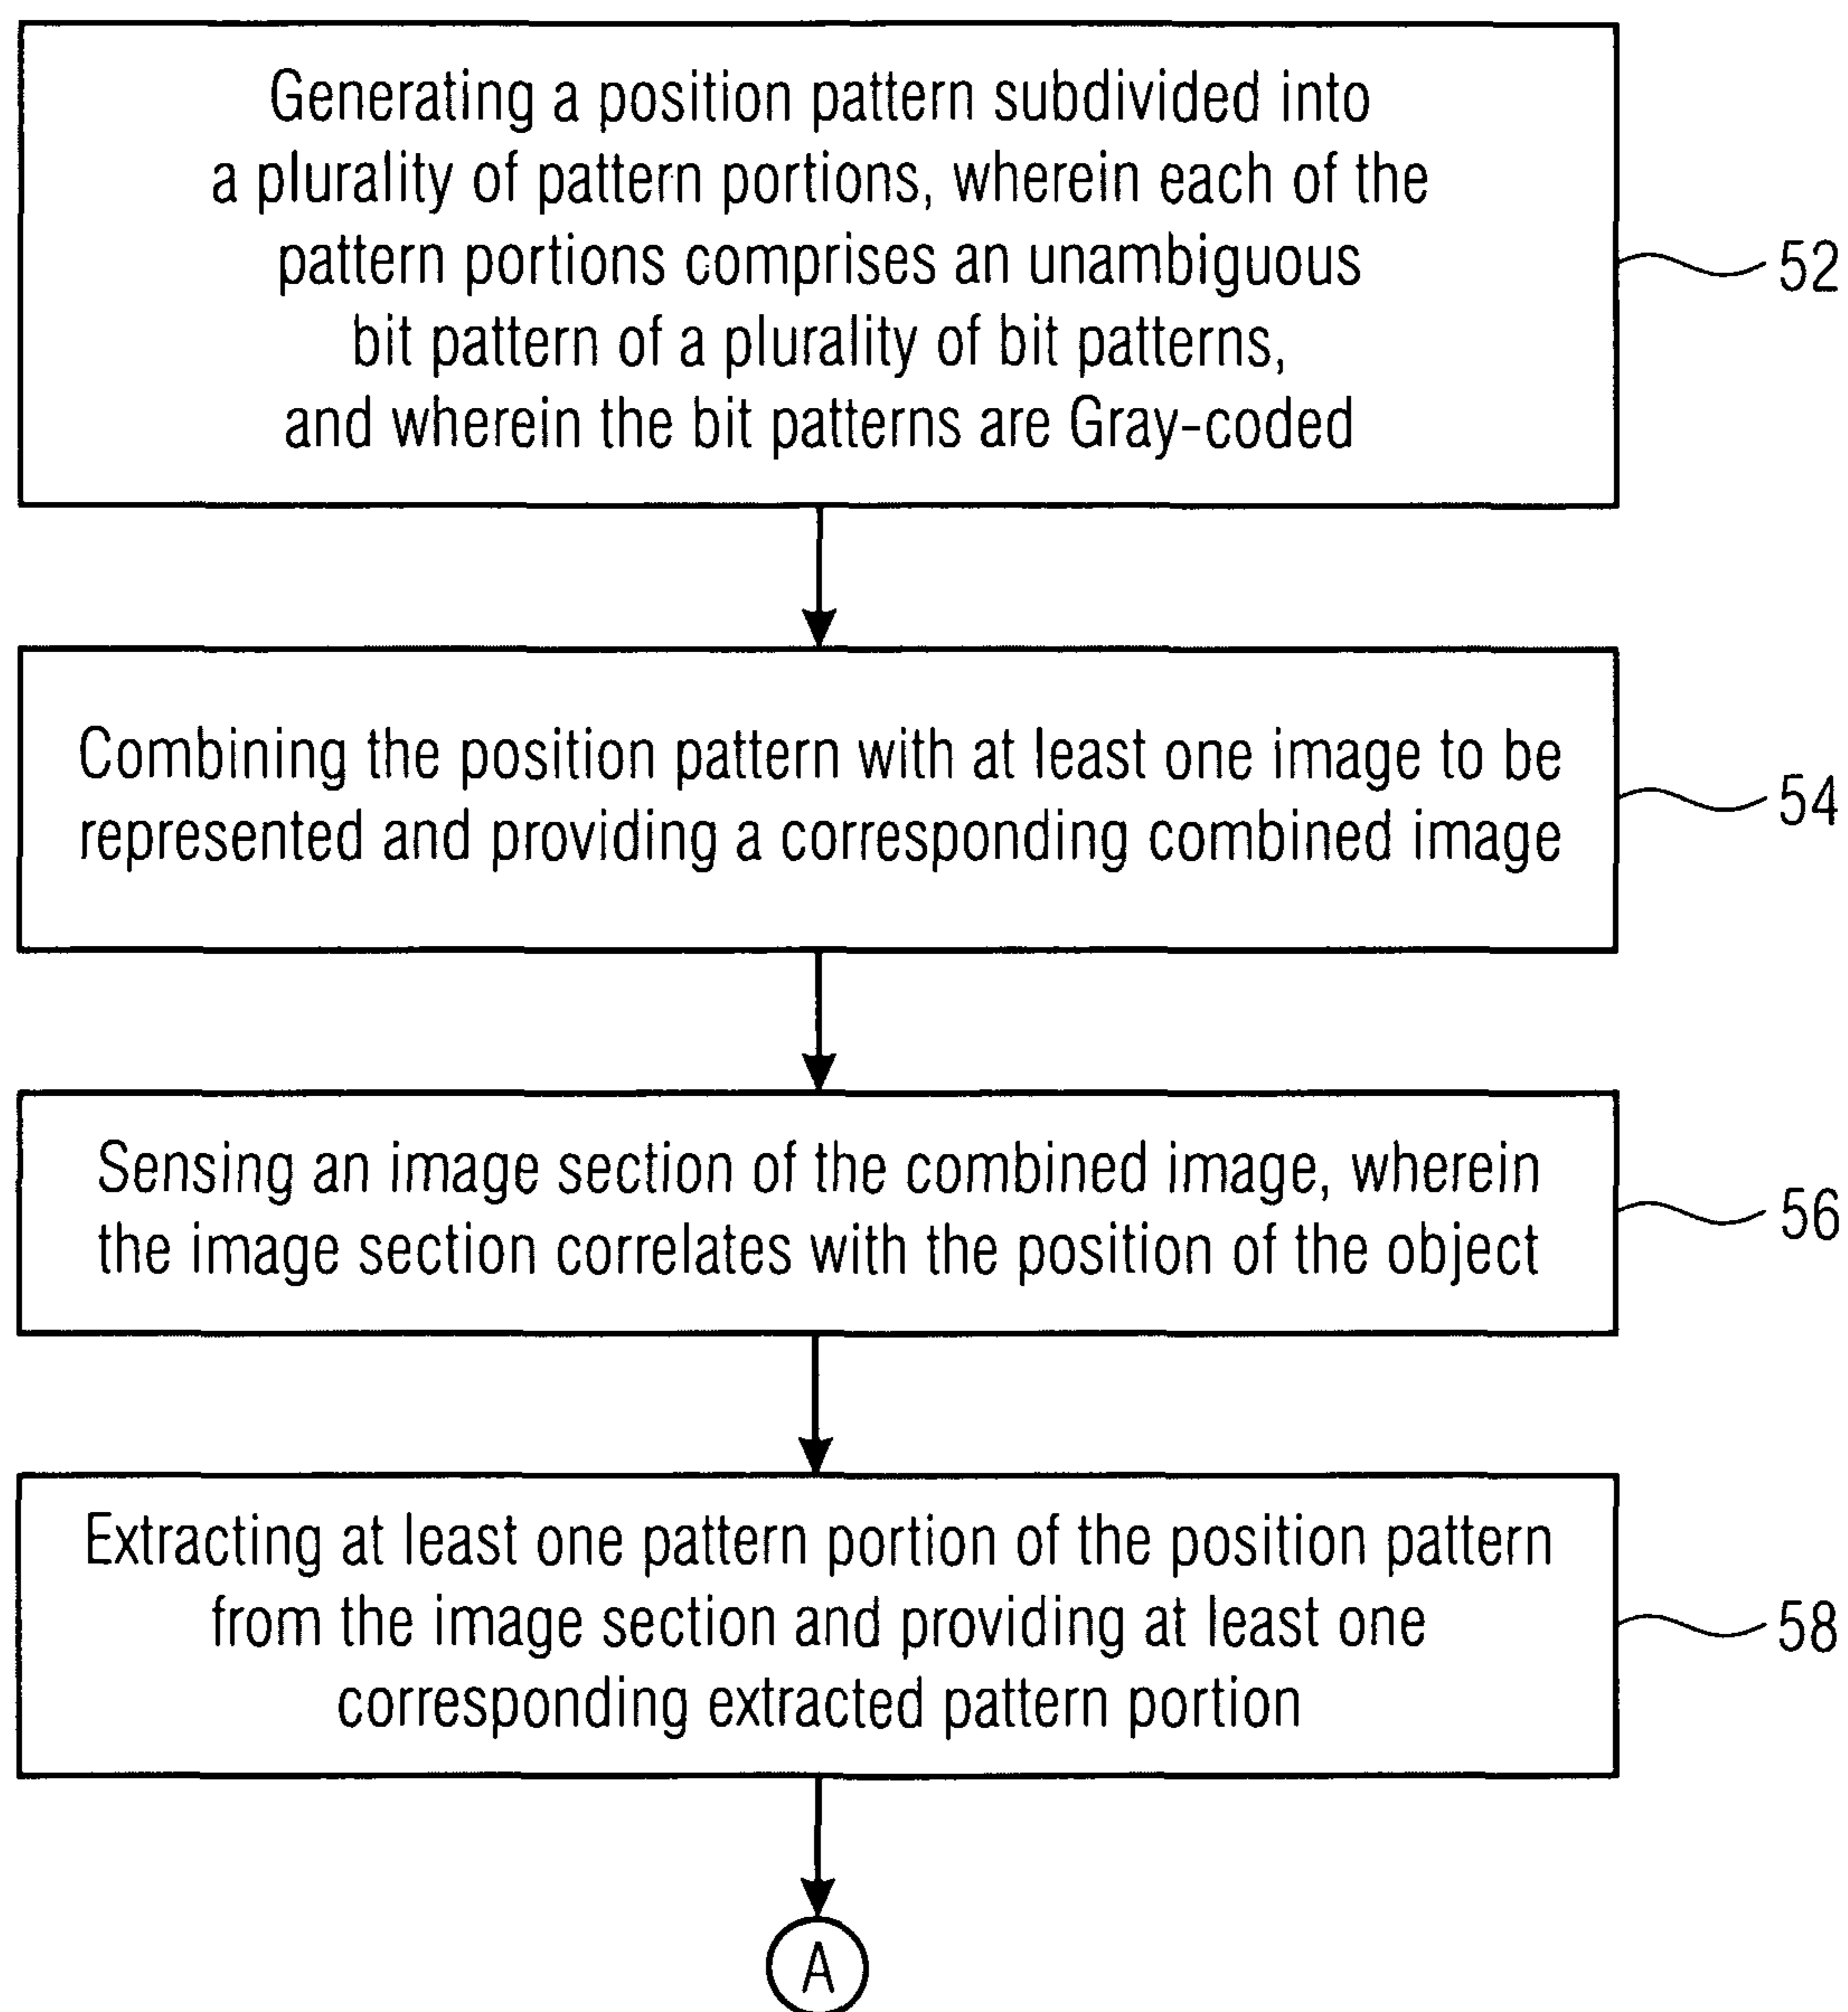 Generating a position pattern subdivided into
a plurality of pattern portions, wherein each of the
pattern portions comprises an unambiguous
bit pattern of a plurality of bit patterns,
and wherein the bit patterns are Gray-coded
52
Combining the position pattern with at least one image to be
represented and providing a corresponding combined image
54
Sensing an image section of the combined image, wherein
the image section correlates with the position of the object
56
Extracting at least one pattern portion of the position pattern
from the image section and providing at least one
corresponding extracted pattern portion
58
A